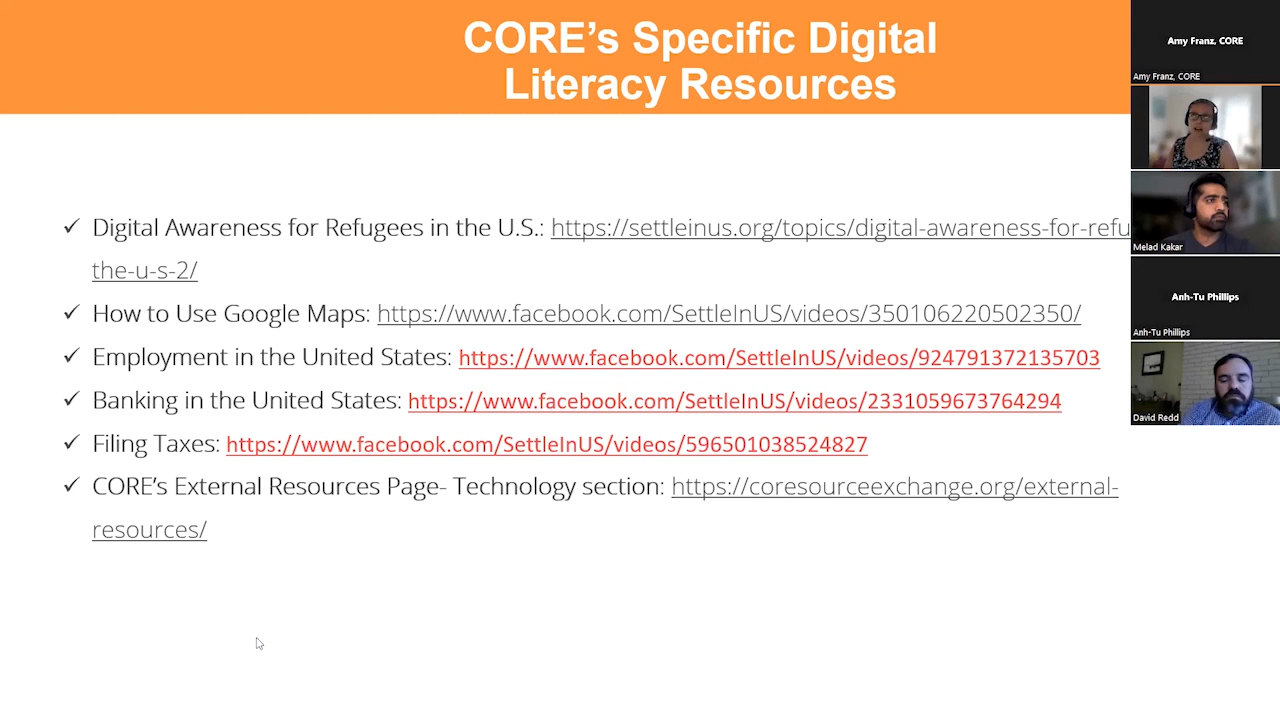 CORE's Specific Digital
Literacy Resources
✓ Digital Awareness for Refugees in the U.S.: https://settleinus.org/topics/digital-awareness-for-refu
the-u-s-2/
✓ How to Use Google Maps: https://www.facebook.com/SettleInUS/videos/350106220502350/
✓ Employment in the United States: https://www.facebook.com/SettleInUS/videos/924791372135703
✓ Banking in the United States: https://www.facebook.com/SettleInUS/videos/2331059673764294
✓ Filing Taxes: https://www.facebook.com/SettleInUS/videos/596501038524827
✓ CORE's External Resources Page- Technology section: https://coresourceexchange.org/external-
resources/
Amy Franz, CORE
Amy Franz, CORE
Melad Kakar
Anh-Tu Phillips
Anh-Tu Phillips
David Redd